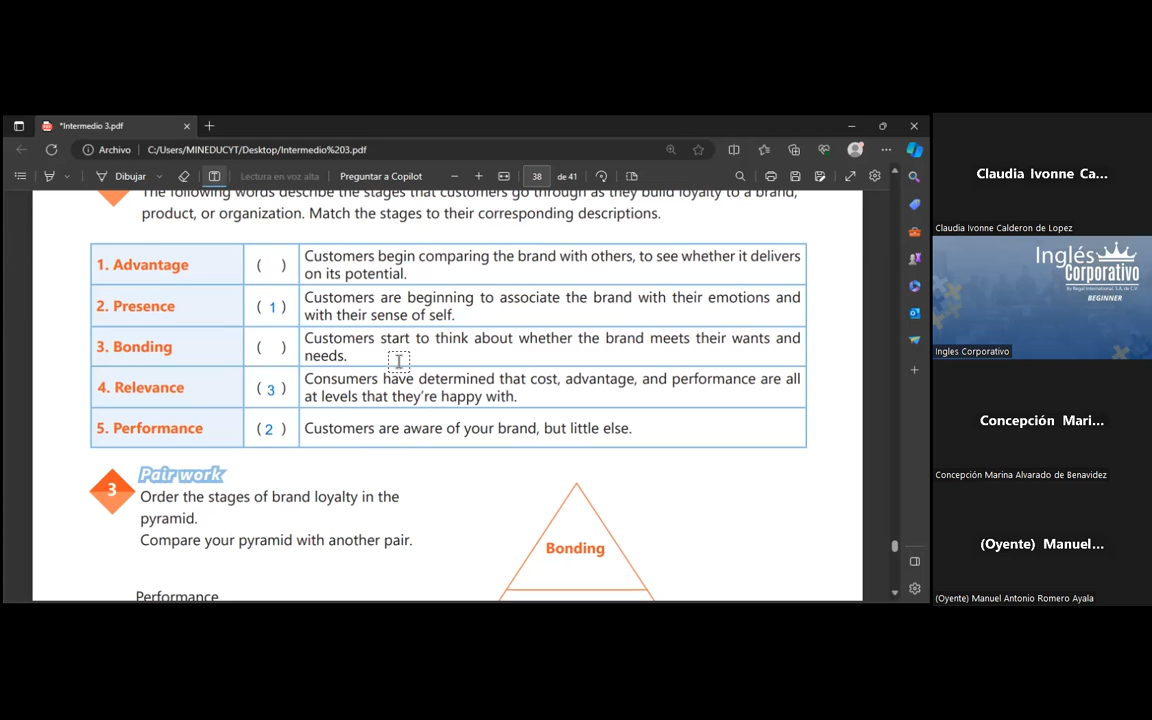 *Intermedio 3.pdf
Archivo
C:/Users/MINEDUCYT/Desktop/Intermedio%203.pdf
Dibujar
Lectura en voz alta
Preguntar a Copilot
38
de 41
The following words describe the stages that customers go through as they build loyalty to a brand,
product, or organization. Match the stages to their corresponding descriptions.
1. Advantage ( ) Customers begin comparing the brand with others, to see whether it delivers
on its potential.
2. Presence ( 1 ) Customers are beginning to associate the brand with their emotions and
with their sense of self.
3. Bonding ( ) Customers start to think about whether the brand meets their wants and
needs.
4. Relevance ( 3 ) Consumers have determined that cost, advantage, and performance are all
at levels that they're happy with.
5. Performance ( 2 ) Customers are aware of your brand, but little else.
3
Pair work
Order the stages of brand loyalty in the
pyramid.
Compare your pyramid with another pair.
Performance
Bonding
Claudia Ivonne Ca...
Claudia Ivonne Calderon de Lopez
Inglés
Corporativo
By Regal International, S.A. de C.V.
BEGINNER
Ingles Corporativo
Concepción Mari...
Concepción Marina Alvarado de Benavidez
(Oyente) Manuel...
(Oyente) Manuel Antonio Romero Ayala